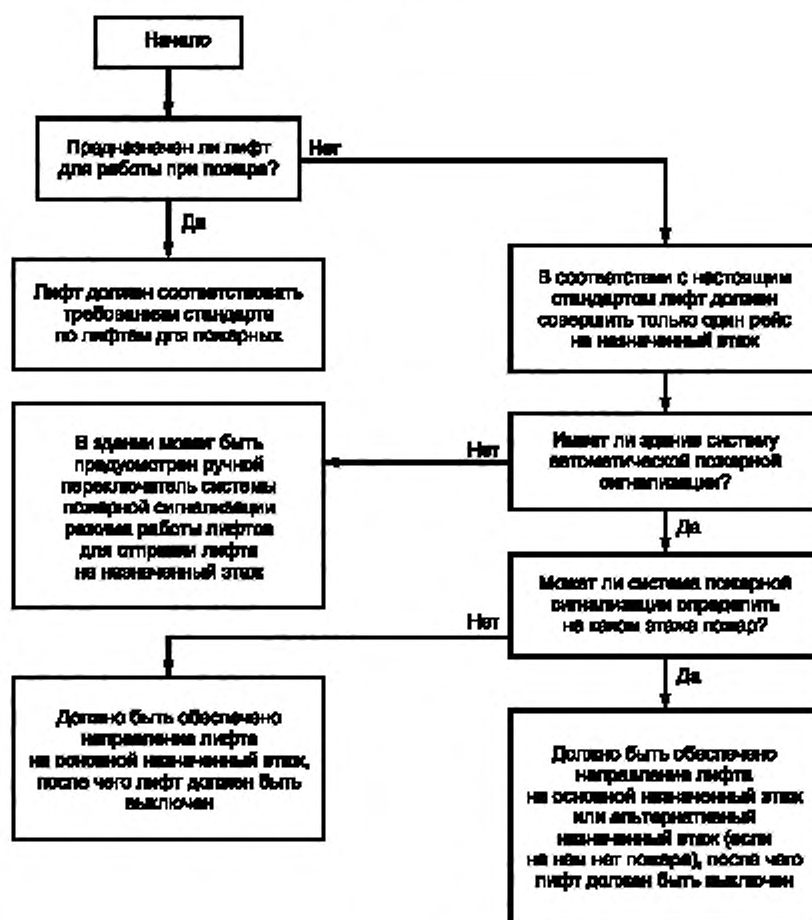 Начало
Предназначен ли лифт
для работы при пожаре?
Нет
Да
Лифт должен соответствовать
требованиям стандарта
по лифтам для пожарных
В соответствии с настоящим
стандартом лифт должен
совершить только один рейс
на назначенный этаж
Имеет ли здание систему
автоматической пожарной
сигнализации?
Нет
В здании может быть
предусмотрен ручной
переключатель системы
пожарной сигнализации
режима работы лифтов
для отправки лифта
на назначенный этаж
Да
Может ли система пожарной
сигнализации определить
на каком этаже пожар?
Нет
Должно быть обеспечено
направление лифта
на основной назначенный этаж,
после чего лифт должен быть
выключен
Да
Должно быть обеспечено
направление лифта
на основной назначенный этаж
или альтернативный
назначенный этаж (если
на нем нет пожара), после чего
лифт должен быть выключен